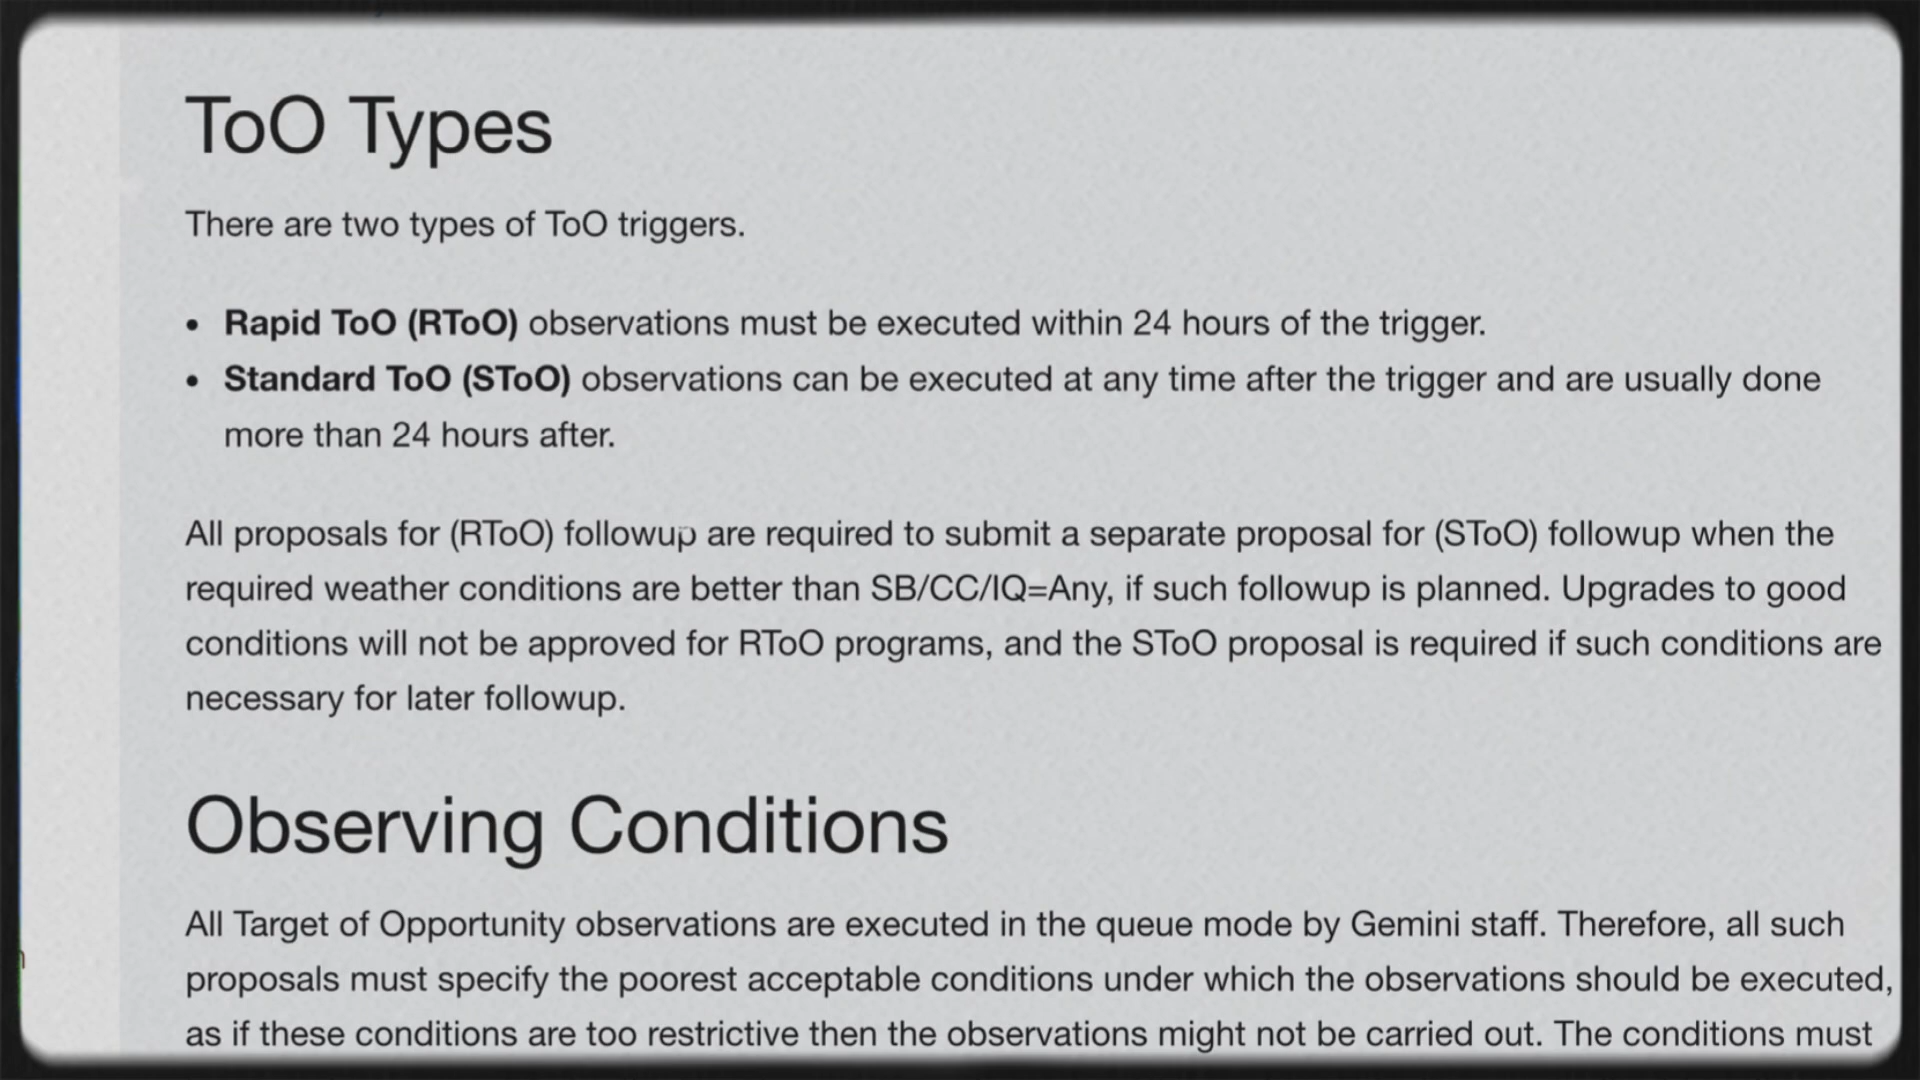 ToO Types
There are two types of ToO triggers.
• Rapid ToO (RToO) observations must be executed within 24 hours of the trigger.
• Standard ToO (SToO) observations can be executed at any time after the trigger and are usually done
more than 24 hours after.
All proposals for (RToO) followup are required to submit a separate proposal for (SToO) followup when the
required weather conditions are better than SB/CC/IQ=Any, if such followup is planned. Upgrades to good
conditions will not be approved for RToO programs, and the SToO proposal is required if such conditions are
necessary for later followup.
Observing Conditions
All Target of Opportunity observations are executed in the queue mode by Gemini staff. Therefore, all such
proposals must specify the poorest acceptable conditions under which the observations should be executed,
as if these conditions are too restrictive then the observations might not be carried out. The conditions must